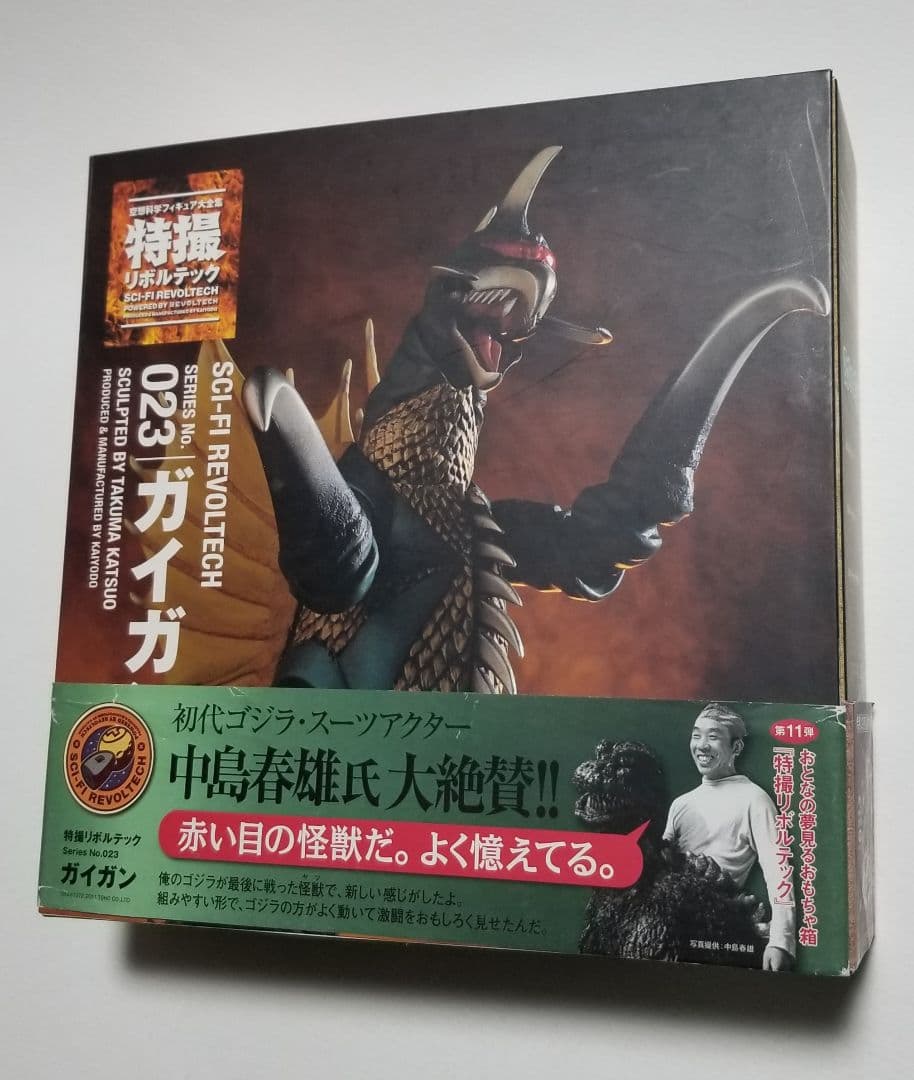 空想科学フィギュア大全集
特撮
リボルテック
SCI-FI REVOLTECH
POWERED BY REVOLTECH
PRODUCED & MANUFACTURED BY KAIYODO
SCI-FI REVOLTECH
SERIES No.
023 ガイガ
SCULPTED BY TAKUMA KATSUO
PRODUCED & MANUFACTURED BY KAIYODO
初代ゴジラ・スーツアクター
中島春雄氏 大絶賛!!
赤い目の怪獣だ。よく憶えてる。
俺のゴジラが最後に戦った怪獣で、新しい感じがしたよ。
組みやすい形で、ゴジラの方がよく動いて激闘をおもしろく見せたんだ。
SCI-FI REVOLTECH
特撮リボルテック
Series No.023
ガイガン
第11弾
おとなの夢見るおもちゃ箱
『特撮リボルテック』
写真提供:中島春雄